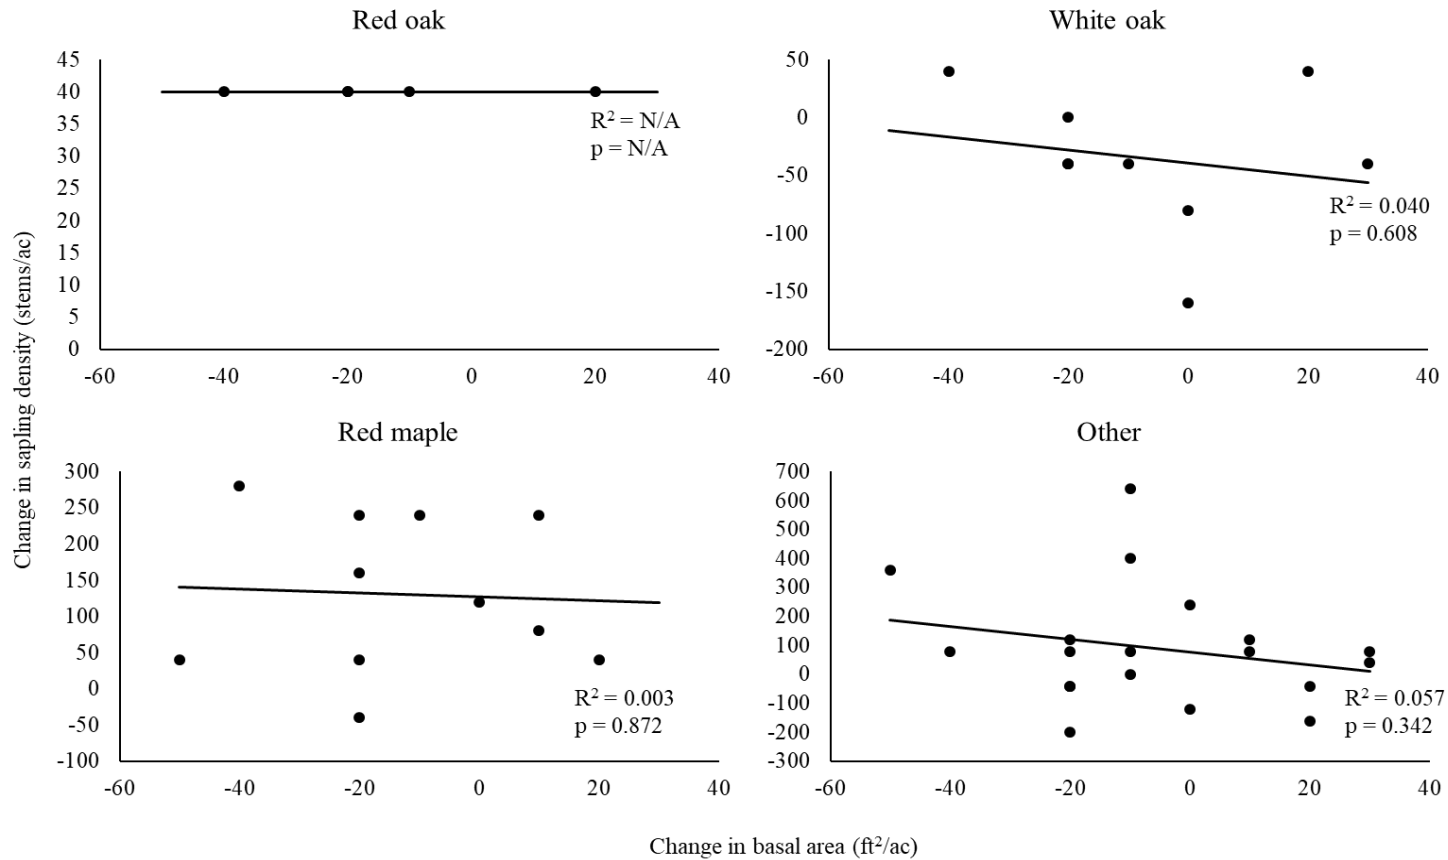 Change in sapling density (stems/ac)
Red oak
45
40
35
30
25
20
15
10
5
0
-60 -40 -20 0 20 40
R² = N/A
p = N/A
White oak
50
0
-50
-100
-150
-200
-60 -40 -20 0 20 40
R² = 0.040
p = 0.608
Red maple
300
250
200
150
100
50
0
-50
-100
-60 -40 -20 0 20 40
R² = 0.003
p = 0.872
Other
700
600
500
400
300
200
100
0
-100
-200
-300
-60 -40 -20 0 20 40
R² = 0.057
p = 0.342
Change in basal area (ft²/ac)